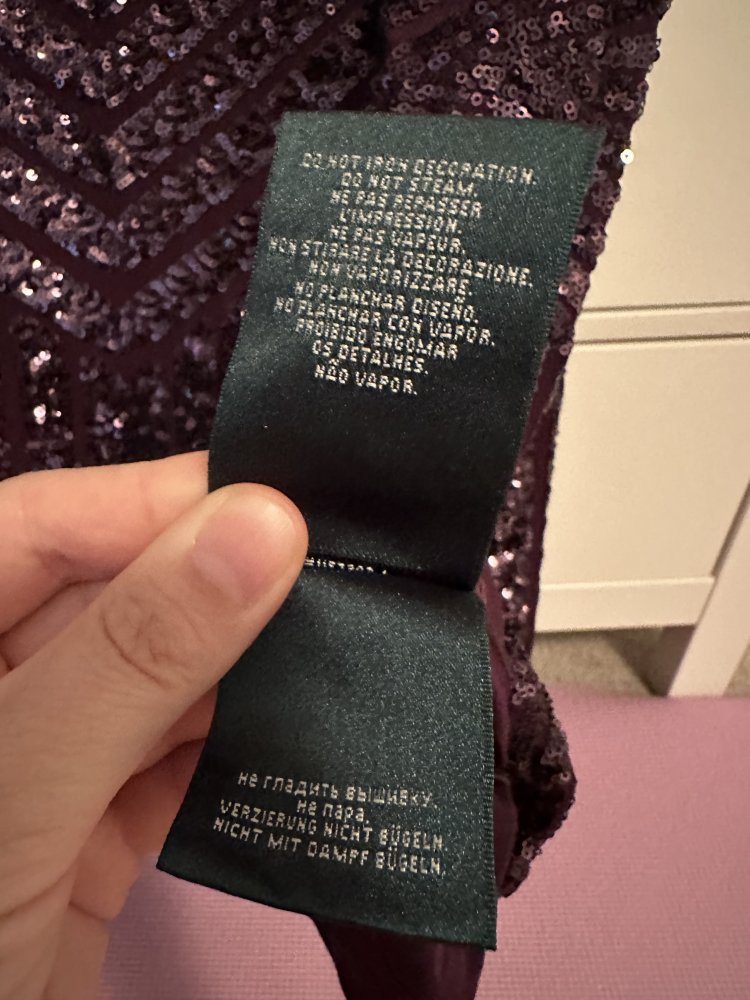 DO NOT IRON DECORATION.
DO NOT STEAM.
NE PAS REPASSER
L'IMPRESSION.
NE PAS VAPEUR.
NON STIRARE LA DECORAZIONE.
NON VAPORIZZARE.
NO PLANCHAR DISEÑO.
NO PLANCHAR CON VAPOR.
PROIBIDO ENGOMAR
OS DETALHES.
NÃO VAPOR.
не гладить вышивку.
не пара.
VERZIERUNG NICHT BÜGELN.
NICHT MIT DAMPF BÜGELN.